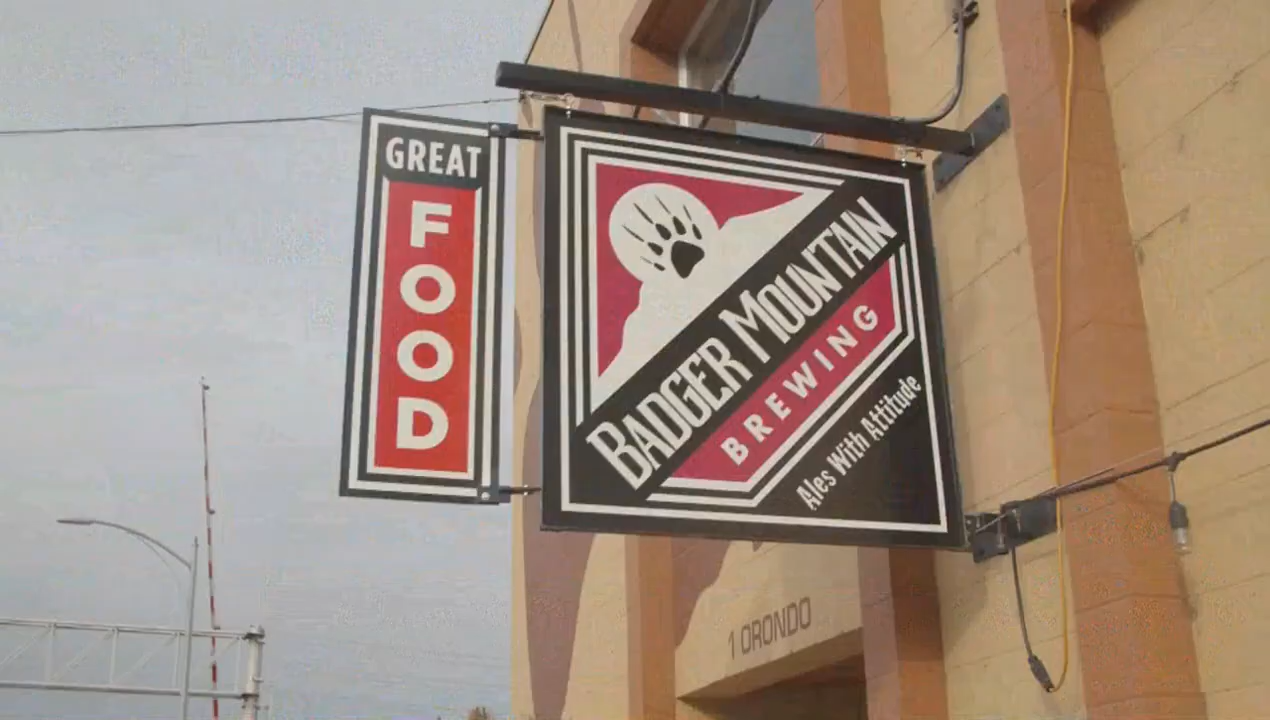 GREAT
FOOD
BADGER MOUNTAIN
BREWING
Ales With Attitude
1 ORONDO